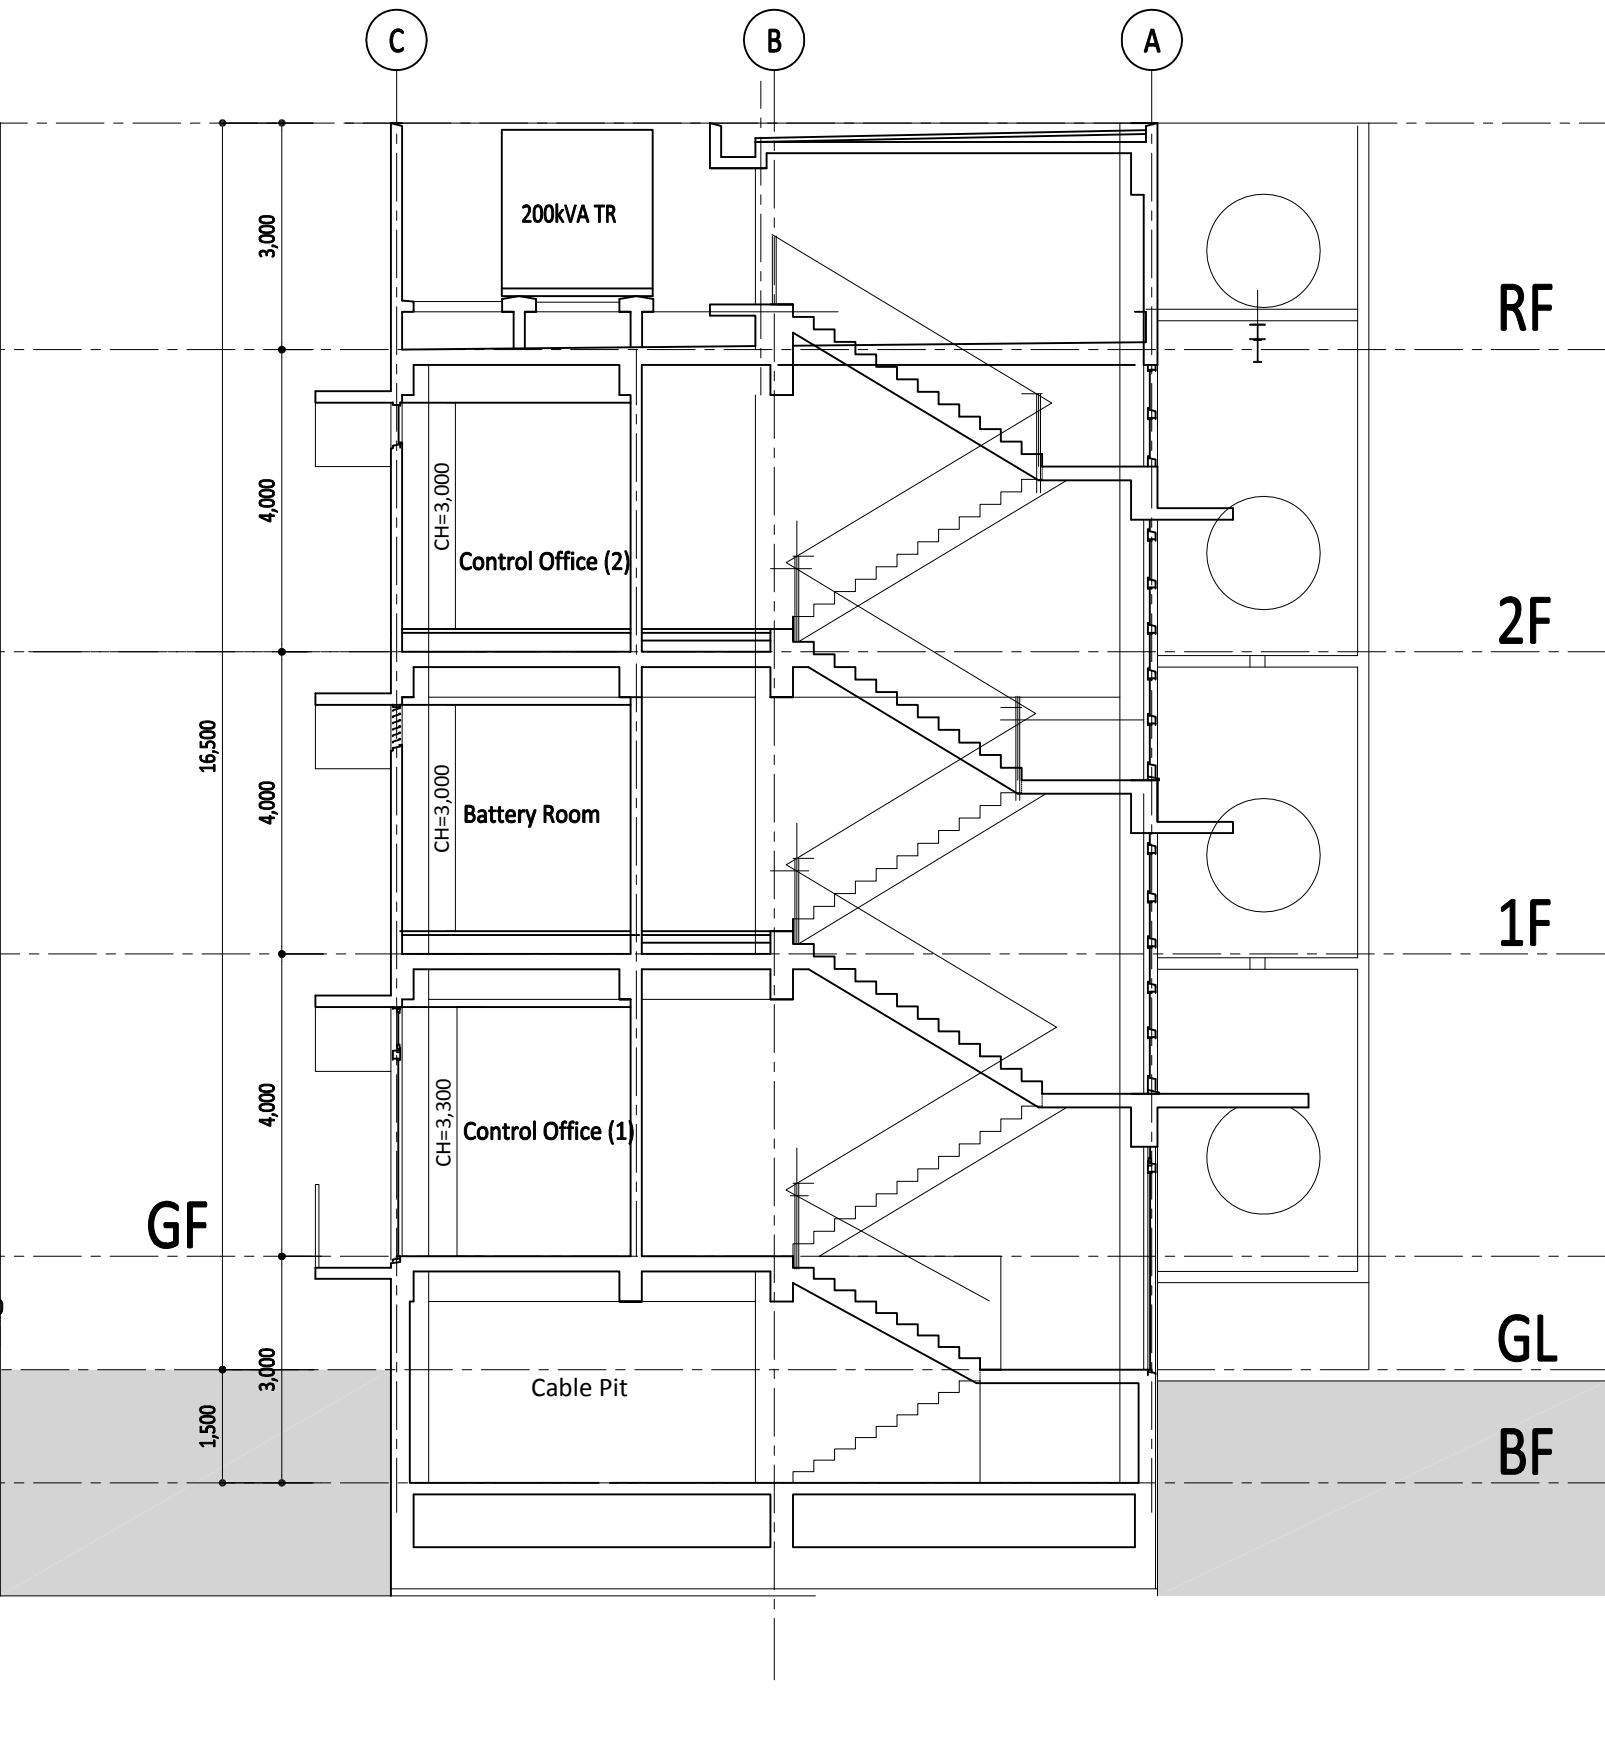 C
B
A
200kVA TR
3,000
RF
CH=3,000
4,000
Control Office (2)
2F
16,500
CH=3,000
4,000
Battery Room
1F
CH=3,300
4,000
Control Office (1)
GF
GL
3,000
Cable Pit
1,500
BF